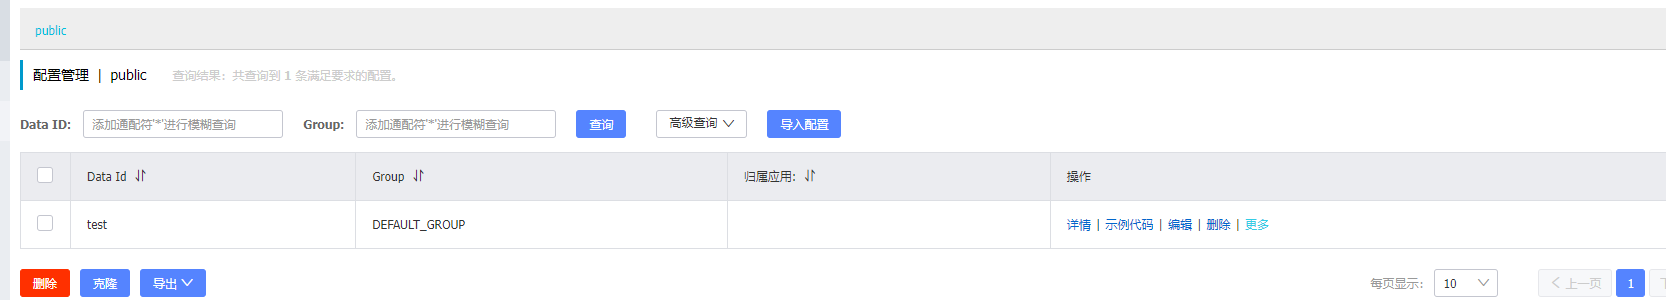 public
配置管理 | public 查询结果：共查询到 1 条满足要求的配置。
Data ID: 添加通配符'*'进行模糊查询 Group: 添加通配符'*'进行模糊查询 查询 高级查询 导入配置
Data Id Group 归属应用: 操作
test DEFAULT_GROUP 详情 | 示例代码 | 编辑 | 删除 | 更多
删除 克隆 导出 每页显示: 10 上一页 1